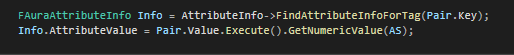 FAuraAttributeInfo Info = AttributeInfo->FindAttributeInfoForTag(Pair.Key);
Info.AttributeValue = Pair.Value.Execute().GetNumericValue(AS);